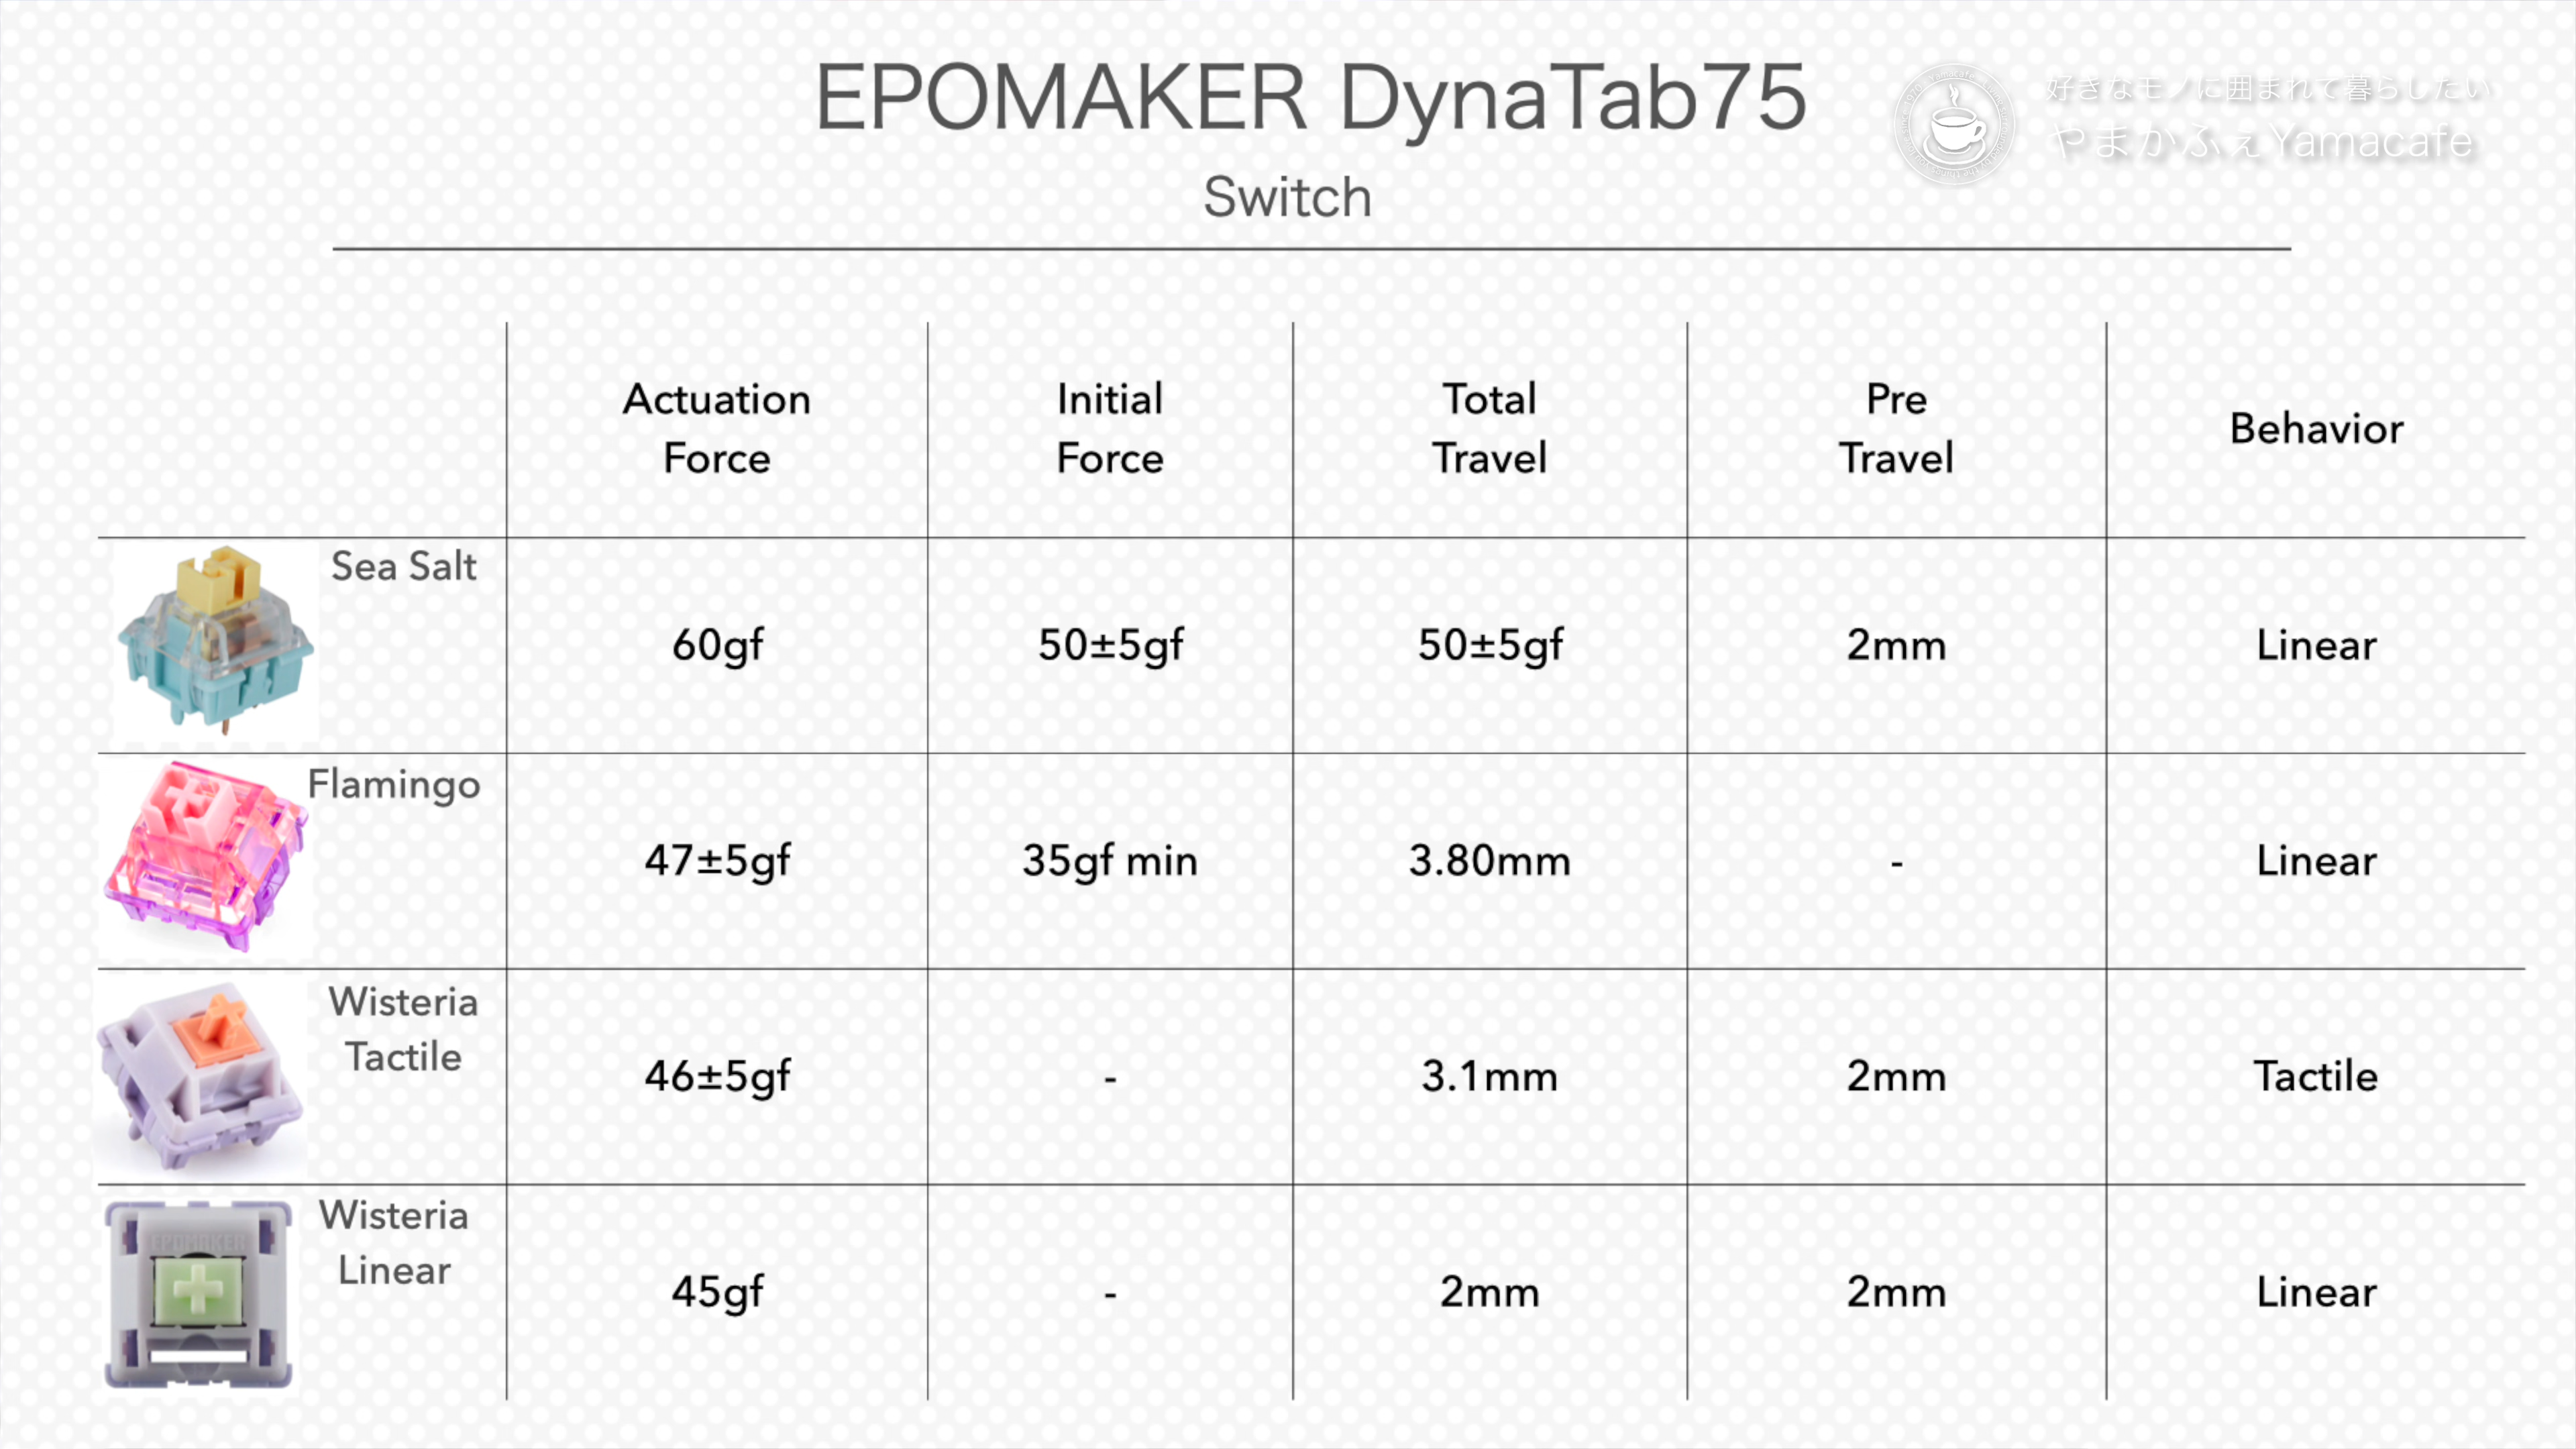 EPOMAKER DynaTab75
Switch
好きなモノに囲まれて暮らしたい
やまかふぇ Yamacafe
Yamacafe
Actuation
Force
Initial
Force
Total
Travel
Pre
Travel
Behavior
Sea Salt
60gf
50±5gf
50±5gf
2mm
Linear
Flamingo
47±5gf
35gf min
3.80mm
-
Linear
Wisteria
Tactile
46±5gf
-
3.1mm
2mm
Tactile
Wisteria
Linear
EPOMAKER
45gf
-
2mm
2mm
Linear